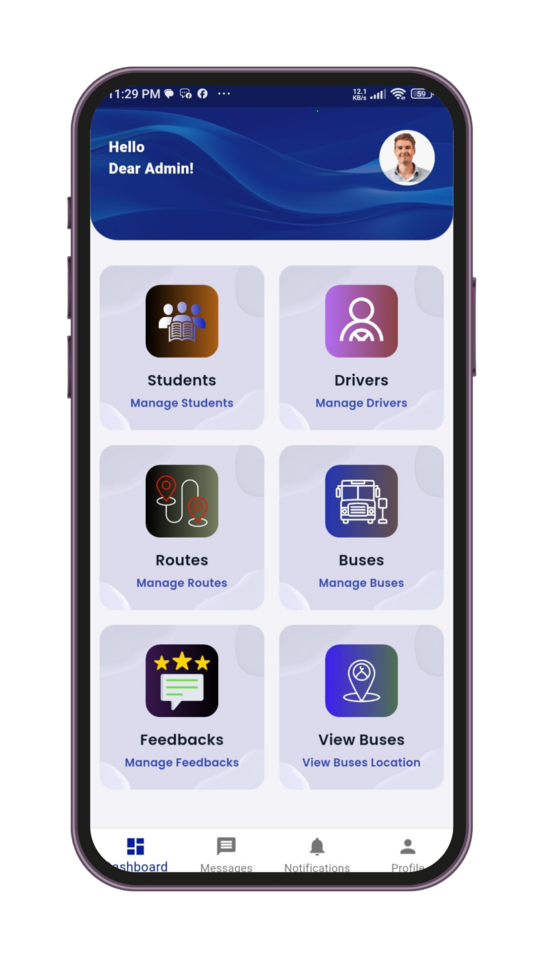 11:29 PM
12.1
KB/s
59
Hello
Dear Admin!
Students
Manage Students
Drivers
Manage Drivers
Routes
Manage Routes
Buses
Manage Buses
Feedbacks
Manage Feedbacks
View Buses
View Buses Location
ashboard
Messages
Notifications
Profile